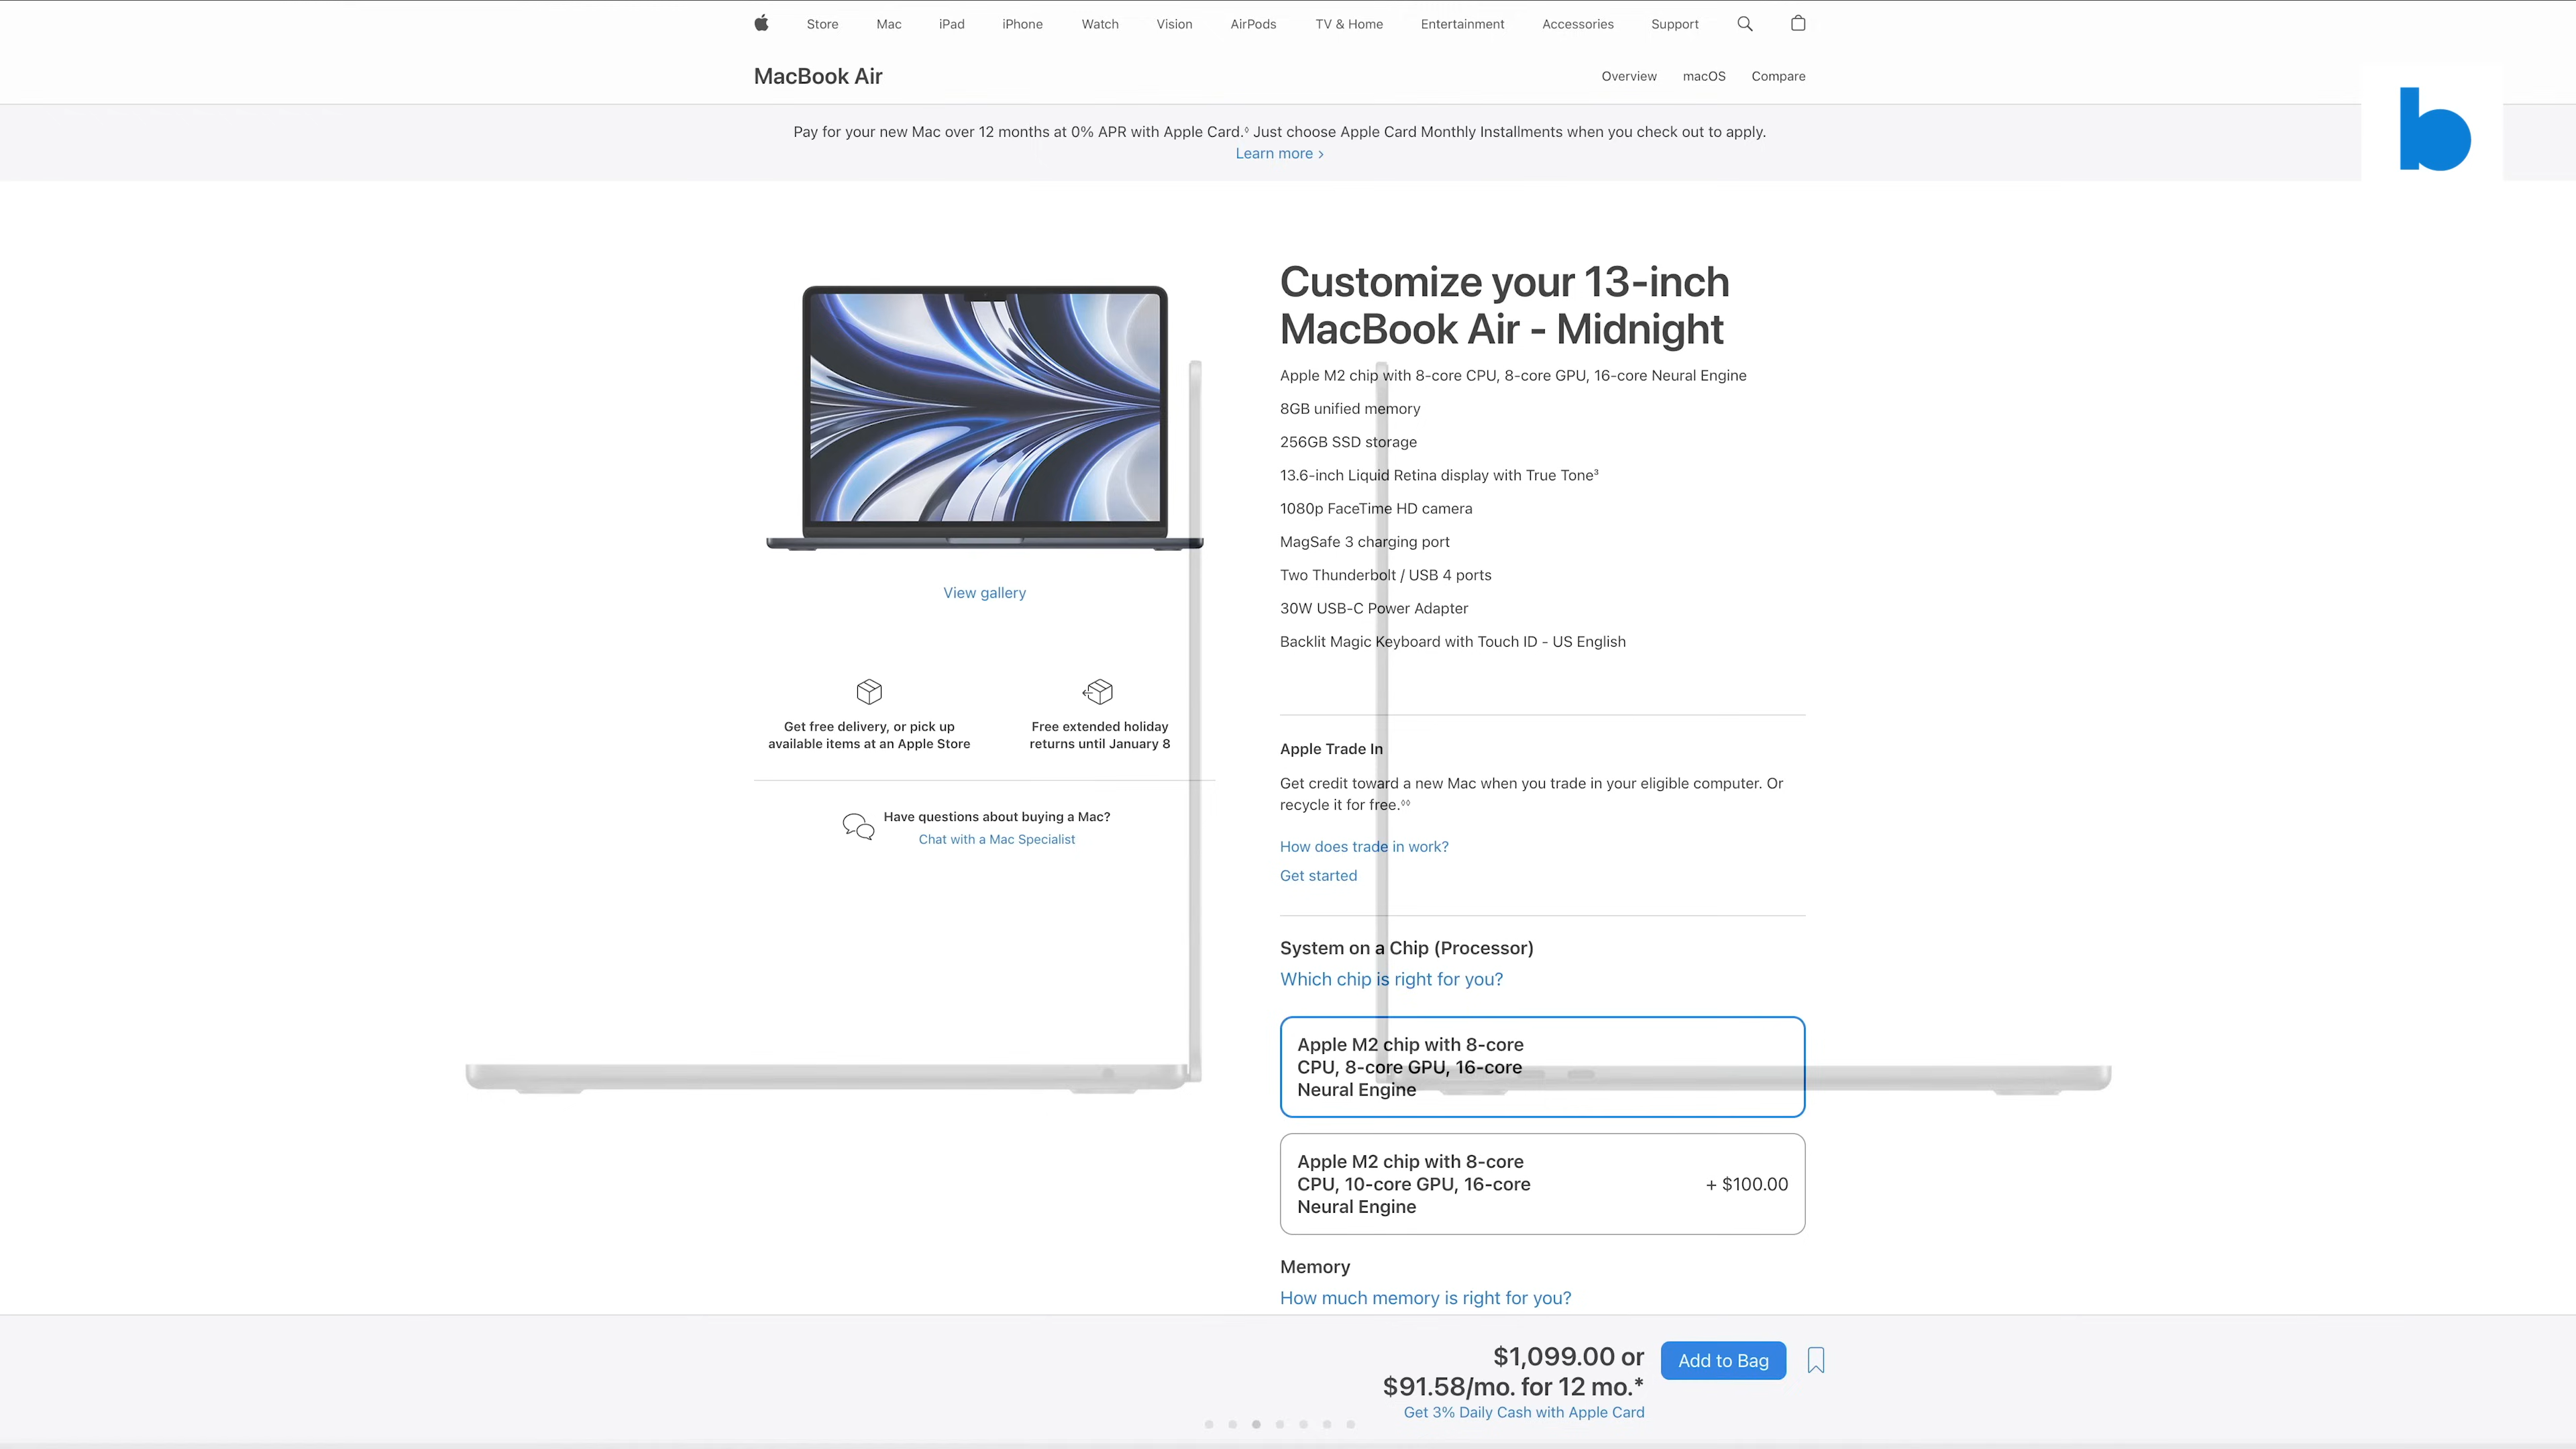 Store Mac iPad iPhone Watch Vision AirPods TV & Home Entertainment Accessories Support
MacBook Air
Overview macOS Compare
Pay for your new Mac over 12 months at 0% APR with Apple Card.◊ Just choose Apple Card Monthly Installments when you check out to apply.
Learn more >
b
View gallery
Get free delivery, or pick up
available items at an Apple Store
Free extended holiday
returns until January 8
Have questions about buying a Mac?
Chat with a Mac Specialist
Customize your 13-inch
MacBook Air - Midnight
Apple M2 chip with 8-core CPU, 8-core GPU, 16-core Neural Engine
8GB unified memory
256GB SSD storage
13.6-inch Liquid Retina display with True Tone³
1080p FaceTime HD camera
MagSafe 3 charging port
Two Thunderbolt / USB 4 ports
30W USB-C Power Adapter
Backlit Magic Keyboard with Touch ID - US English
Apple Trade In
Get credit toward a new Mac when you trade in your eligible computer. Or
recycle it for free.◊◊
How does trade in work?
Get started
System on a Chip (Processor)
Which chip is right for you?
Apple M2 chip with 8-core
CPU, 8-core GPU, 16-core
Neural Engine
Apple M2 chip with 8-core
CPU, 10-core GPU, 16-core
Neural Engine
+ $100.00
Memory
How much memory is right for you?
$1,099.00 or
$91.58/mo. for 12 mo.*
Get 3% Daily Cash with Apple Card
Add to Bag